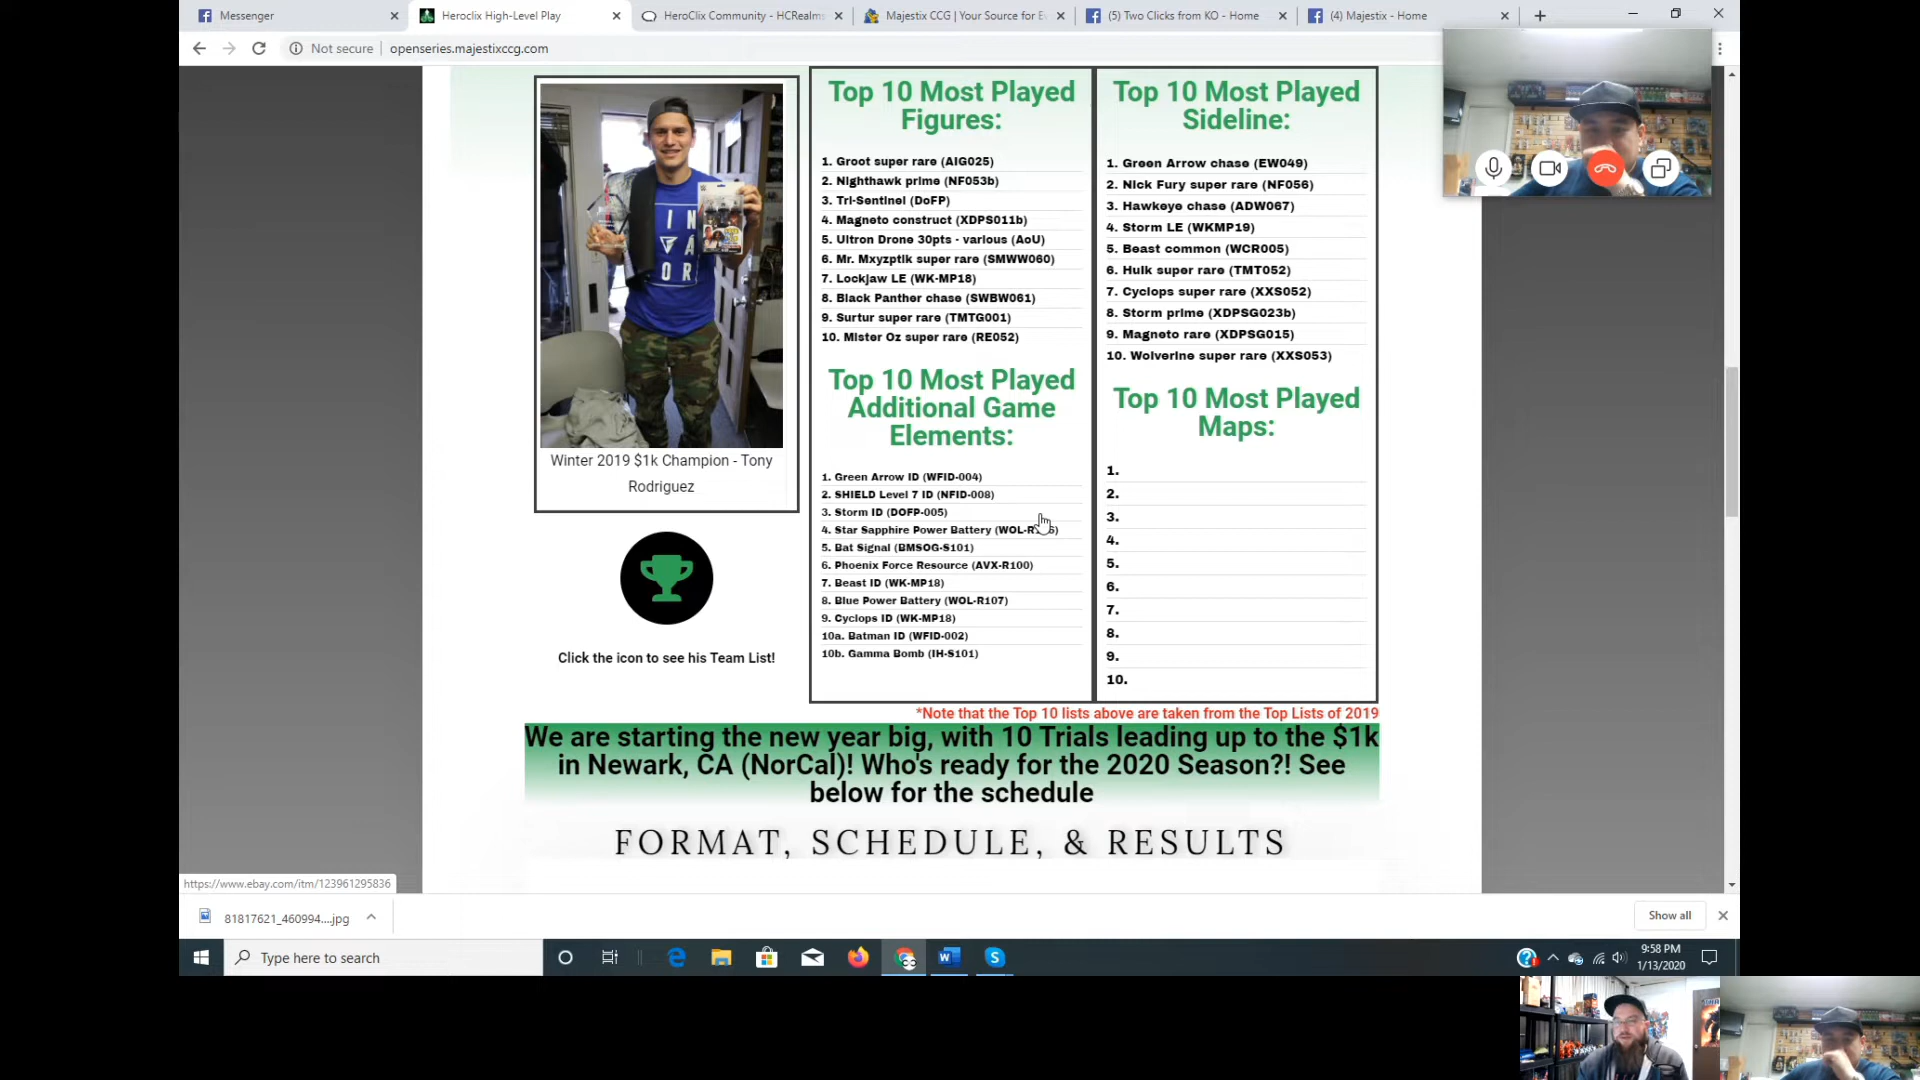 Messenger
Heroclix High-Level Play
HeroClix Community - HCRealms
Majestix CCG | Your Source for E
(5) Two Clicks from KO - Home
(4) Majestix - Home
Not secure
openseries.majestixccg.com
INVÁ
OR
Winter 2019 $1k Champion - Tony
Rodriguez
Click the icon to see his Team List!
Top 10 Most Played
Figures:
1. Groot super rare (AIG025)
2. Nighthawk prime (NF053b)
3. Tri-Sentinel (DoFP)
4. Magneto construct (XDPS011b)
5. Ultron Drone 30pts - various (AoU)
6. Mr. Mxyzptlk super rare (SMWW060)
7. Lockjaw LE (WK-MP18)
8. Black Panther chase (SWBW061)
9. Surtur super rare (TMTG001)
10. Mister Oz super rare (RE052)
Top 10 Most Played
Additional Game
Elements:
1. Green Arrow ID (WFID-004)
2. SHIELD Level 7 ID (NFID-008)
3. Storm ID (DOFP-005)
4. Star Sapphire Power Battery
5. Bat Signal (BMSOG-S101)
6. Phoenix Force Resource (AVX-R100)
7. Beast ID (WK-MP18)
8. Blue Power Battery (WOL-R107)
9. Cyclops ID (WK-MP18)
10a. Batman ID (WFID-002)
10b. Gamma Bomb (IH-S101)
Top 10 Most Played
Sideline:
1. Green Arrow chase (EW049)
2. Nick Fury super rare (NF056)
3. Hawkeye chase (ADW067)
4. Storm LE (WKMP19)
5. Beast common (WCR005)
6. Hulk super rare (TMT052)
7. Cyclops super rare (XXS052)
8. Storm prime (XDPSG023b)
9. Magneto rare (XDPSG015)
10. Wolverine super rare (XXS053)
Top 10 Most Played
Maps:
1.
2.
3.
4.
5.
6.
7.
8.
9.
10.
*Note that the Top 10 lists above are taken from the Top Lists of 2019
We are starting the new year big, with 10 Trials leading up to the $1k
in Newark, CA (NorCal)! Who's ready for the 2020 Season?! See
below for the schedule
FORMAT, SCHEDULE, & RESULTS
https://www.ebay.com/itm/123961295836
81817621_460994....jpg
Show all
Type here to search
9:58 PM
1/13/2020